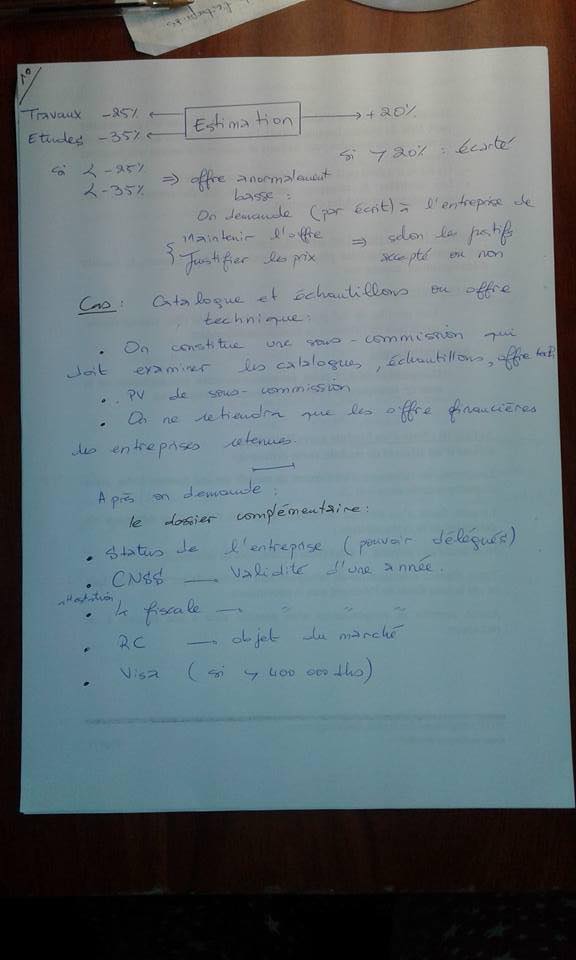 N°
Travaux -25% ← Estimation → +20%
Etudes -35% ←
si > 20% : écarté
si < -25%
< -35% ⇒ offre anormalement
basse :
On demande (par écrit) à l'entreprise de
{ Maintenir l'offre ⇒ selon les justifs
Justifier les prix accepté ou non
Cas : Catalogue et échantillons ou offre
technique :
• On constitue une sous-commission qui
doit examiner les catalogues, échantillons, offre tech
• PV de sous-commission
• On ne retiendra que les offre financières
des entreprises retenues.
Après on demande :
le dossier complémentaire :
• Status de l'entreprise (pouvoir délégués)
• CNSS — Validité d'une année.
Attestation
• fiscale → " " "
• RC → objet du marché
• Visa (si > 400 000 dhs)